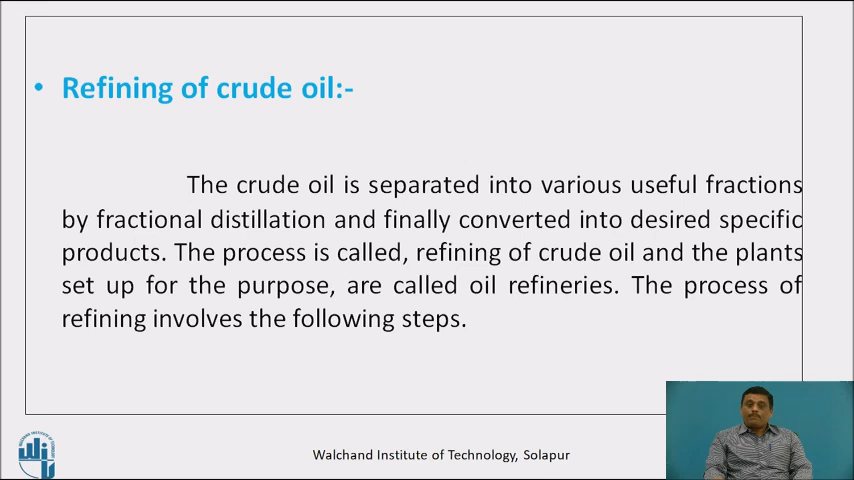 • Refining of crude oil:-
The crude oil is separated into various useful fractions
by fractional distillation and finally converted into desired specific
products. The process is called, refining of crude oil and the plants
set up for the purpose, are called oil refineries. The process of
refining involves the following steps.
Walchand Institute of Technology, Solapur